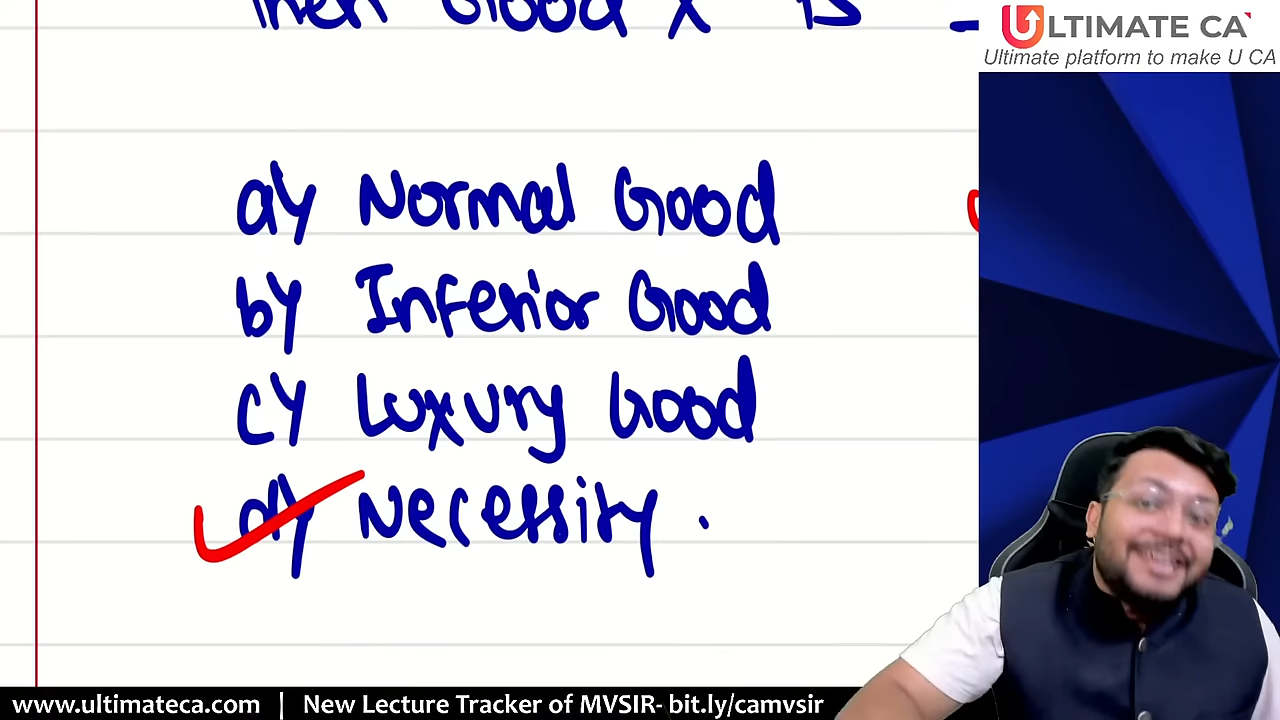 then Good X is
ULTIMATE CA
Ultimate platform to make U CA
a) Normal Good
b) Inferior Good
c) Luxury Good
d) Necessity.
www.ultimateca.com | New Lecture Tracker of MVSIR- bit.ly/camvsir